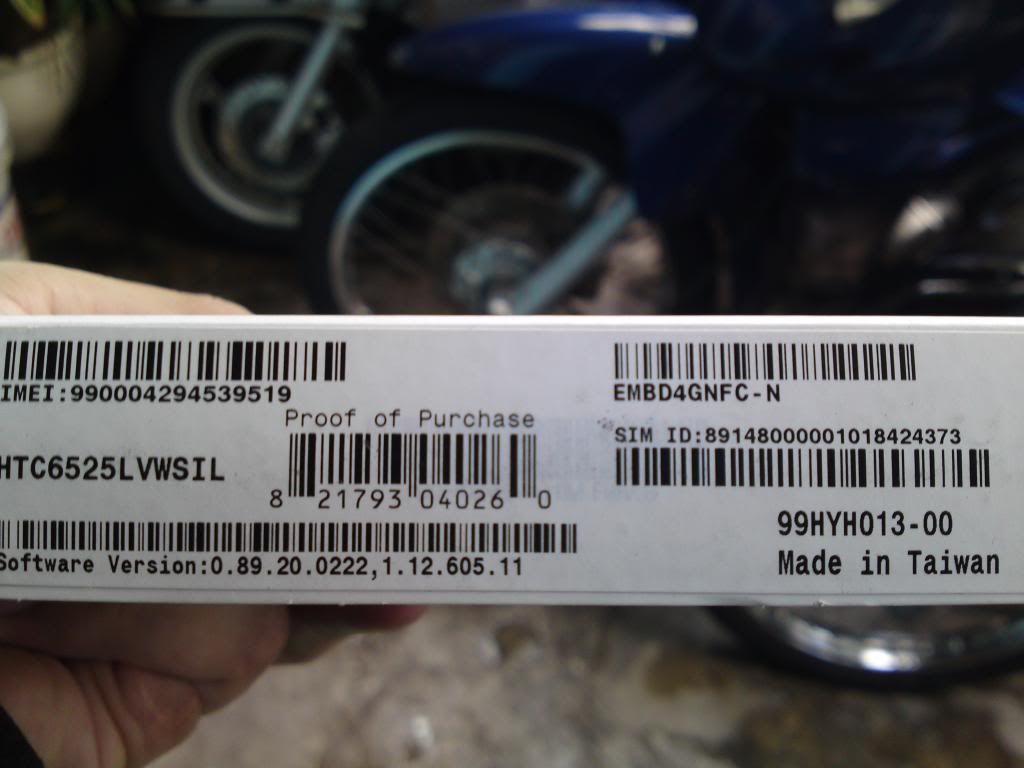 IMEI:990004294539519
EMBD4GNFC-N
Proof of Purchase
SIM ID:89148000001018424373
HTC6525LVWSIL
8 21793 04026 0
99HYH013-00
Software Version:0.89.20.0222,1.12.605.11
Made in Taiwan